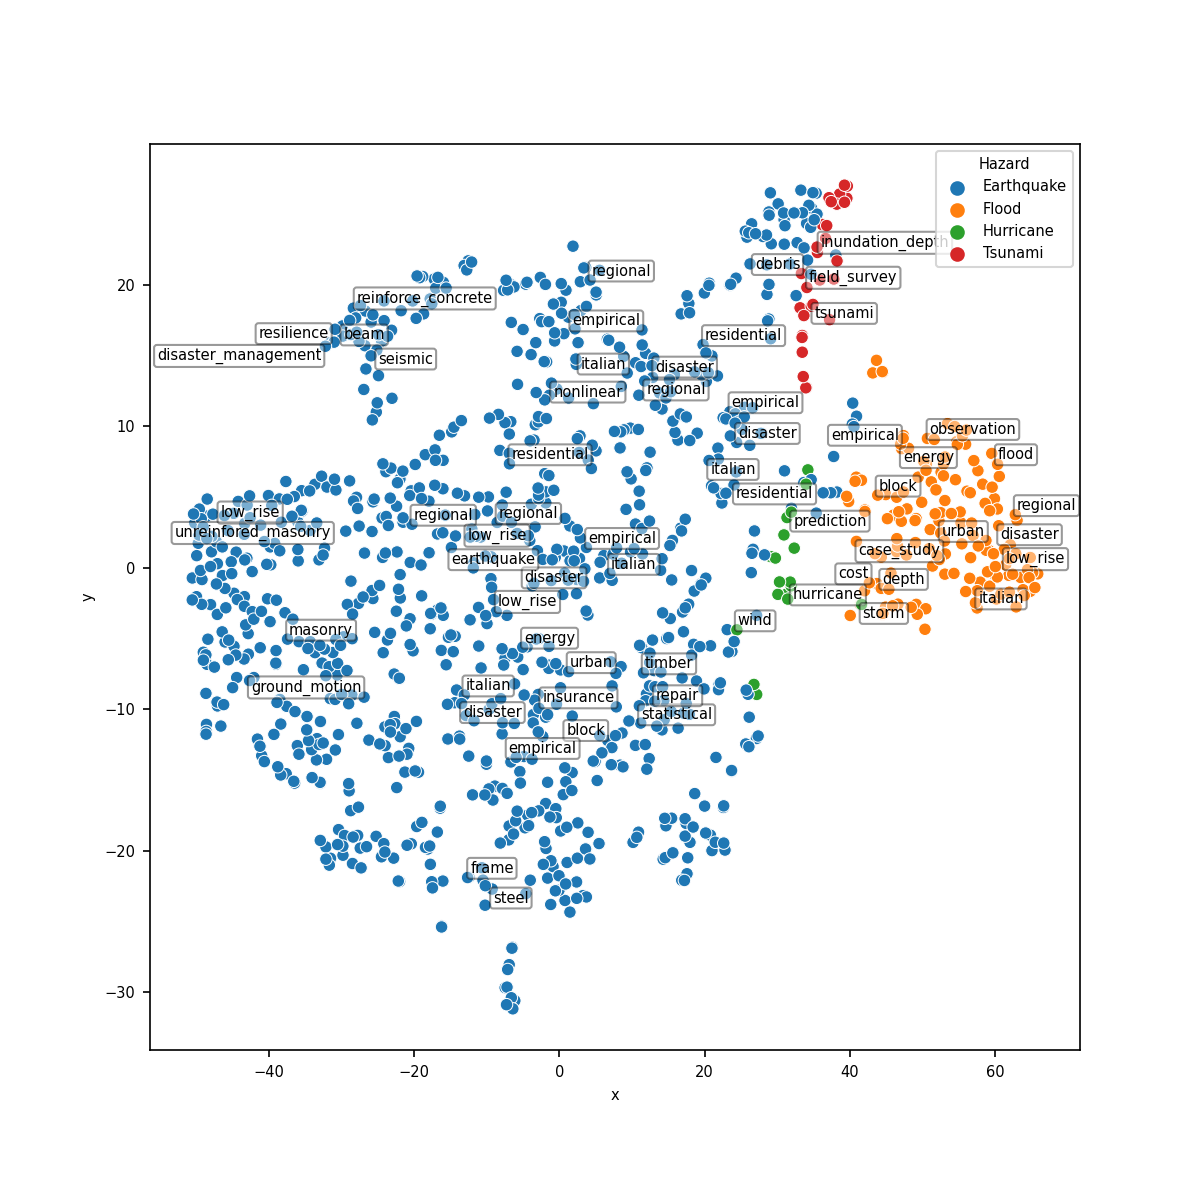 Hazard
Earthquake
Flood
Hurricane
Tsunami
inundation_depth
regional
debris
field_survey
reinforce_concrete
tsunami
empirical
resilience
beam
residential
disaster_management
seismic
italian
disaster
nonlinear
regional
empirical
disaster
empirical
observation
residential
energy
flood
italian
block
residential
low_rise
regional
regional
regional
prediction
unreinfored_masonry
low_rise
empirical
urban
disaster
earthquake
italian
case_study
low_rise
disaster
cost
depth
low_rise
hurricane
italian
storm
wind
masonry
energy
urban
timber
ground_motion
italian
insurance
repair
disaster
statistical
block
empirical
frame
steel
20
10
0
−10
−20
−30
y
−40
−20
0
20
40
60
x